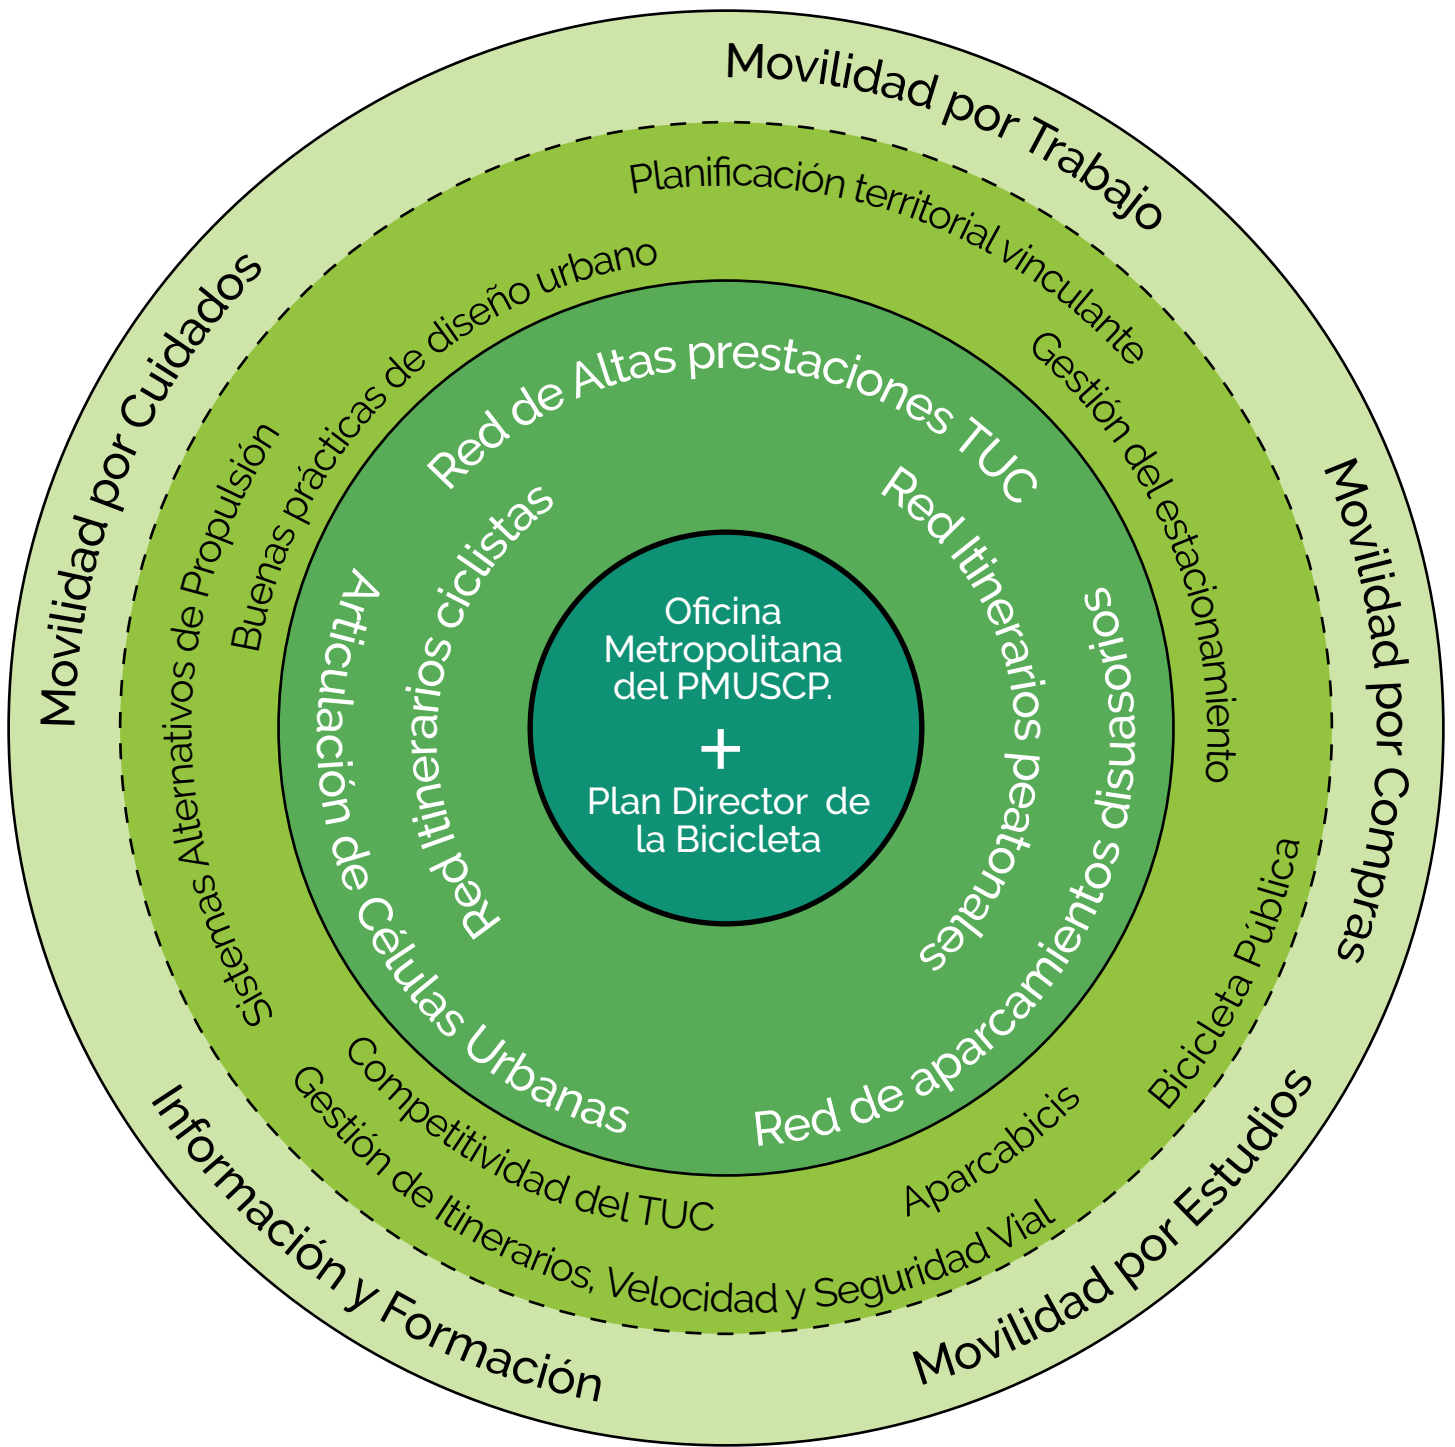 Movilidad por Trabajo
Movilidad por Compras
Movilidad por Estudios
Información y Formación
Movilidad por Cuidados
Planificación territorial vinculante
Gestión del estacionamiento
Bicicleta Pública
Aparcabicis
Gestión de Itinerarios, Velocidad y Seguridad Vial
Competitividad del TUC
Sistemas Alternativos de Propulsión
Buenas prácticas de diseño urbano
Red de Altas prestaciones TUC
Red Itinerarios peatonales
Red de aparcamientos disuasorios
Articulación de Células Urbanas
Red Itinerarios ciclistas
Oficina
Metropolitana
del PMUSCP.
+
Plan Director de
la Bicicleta